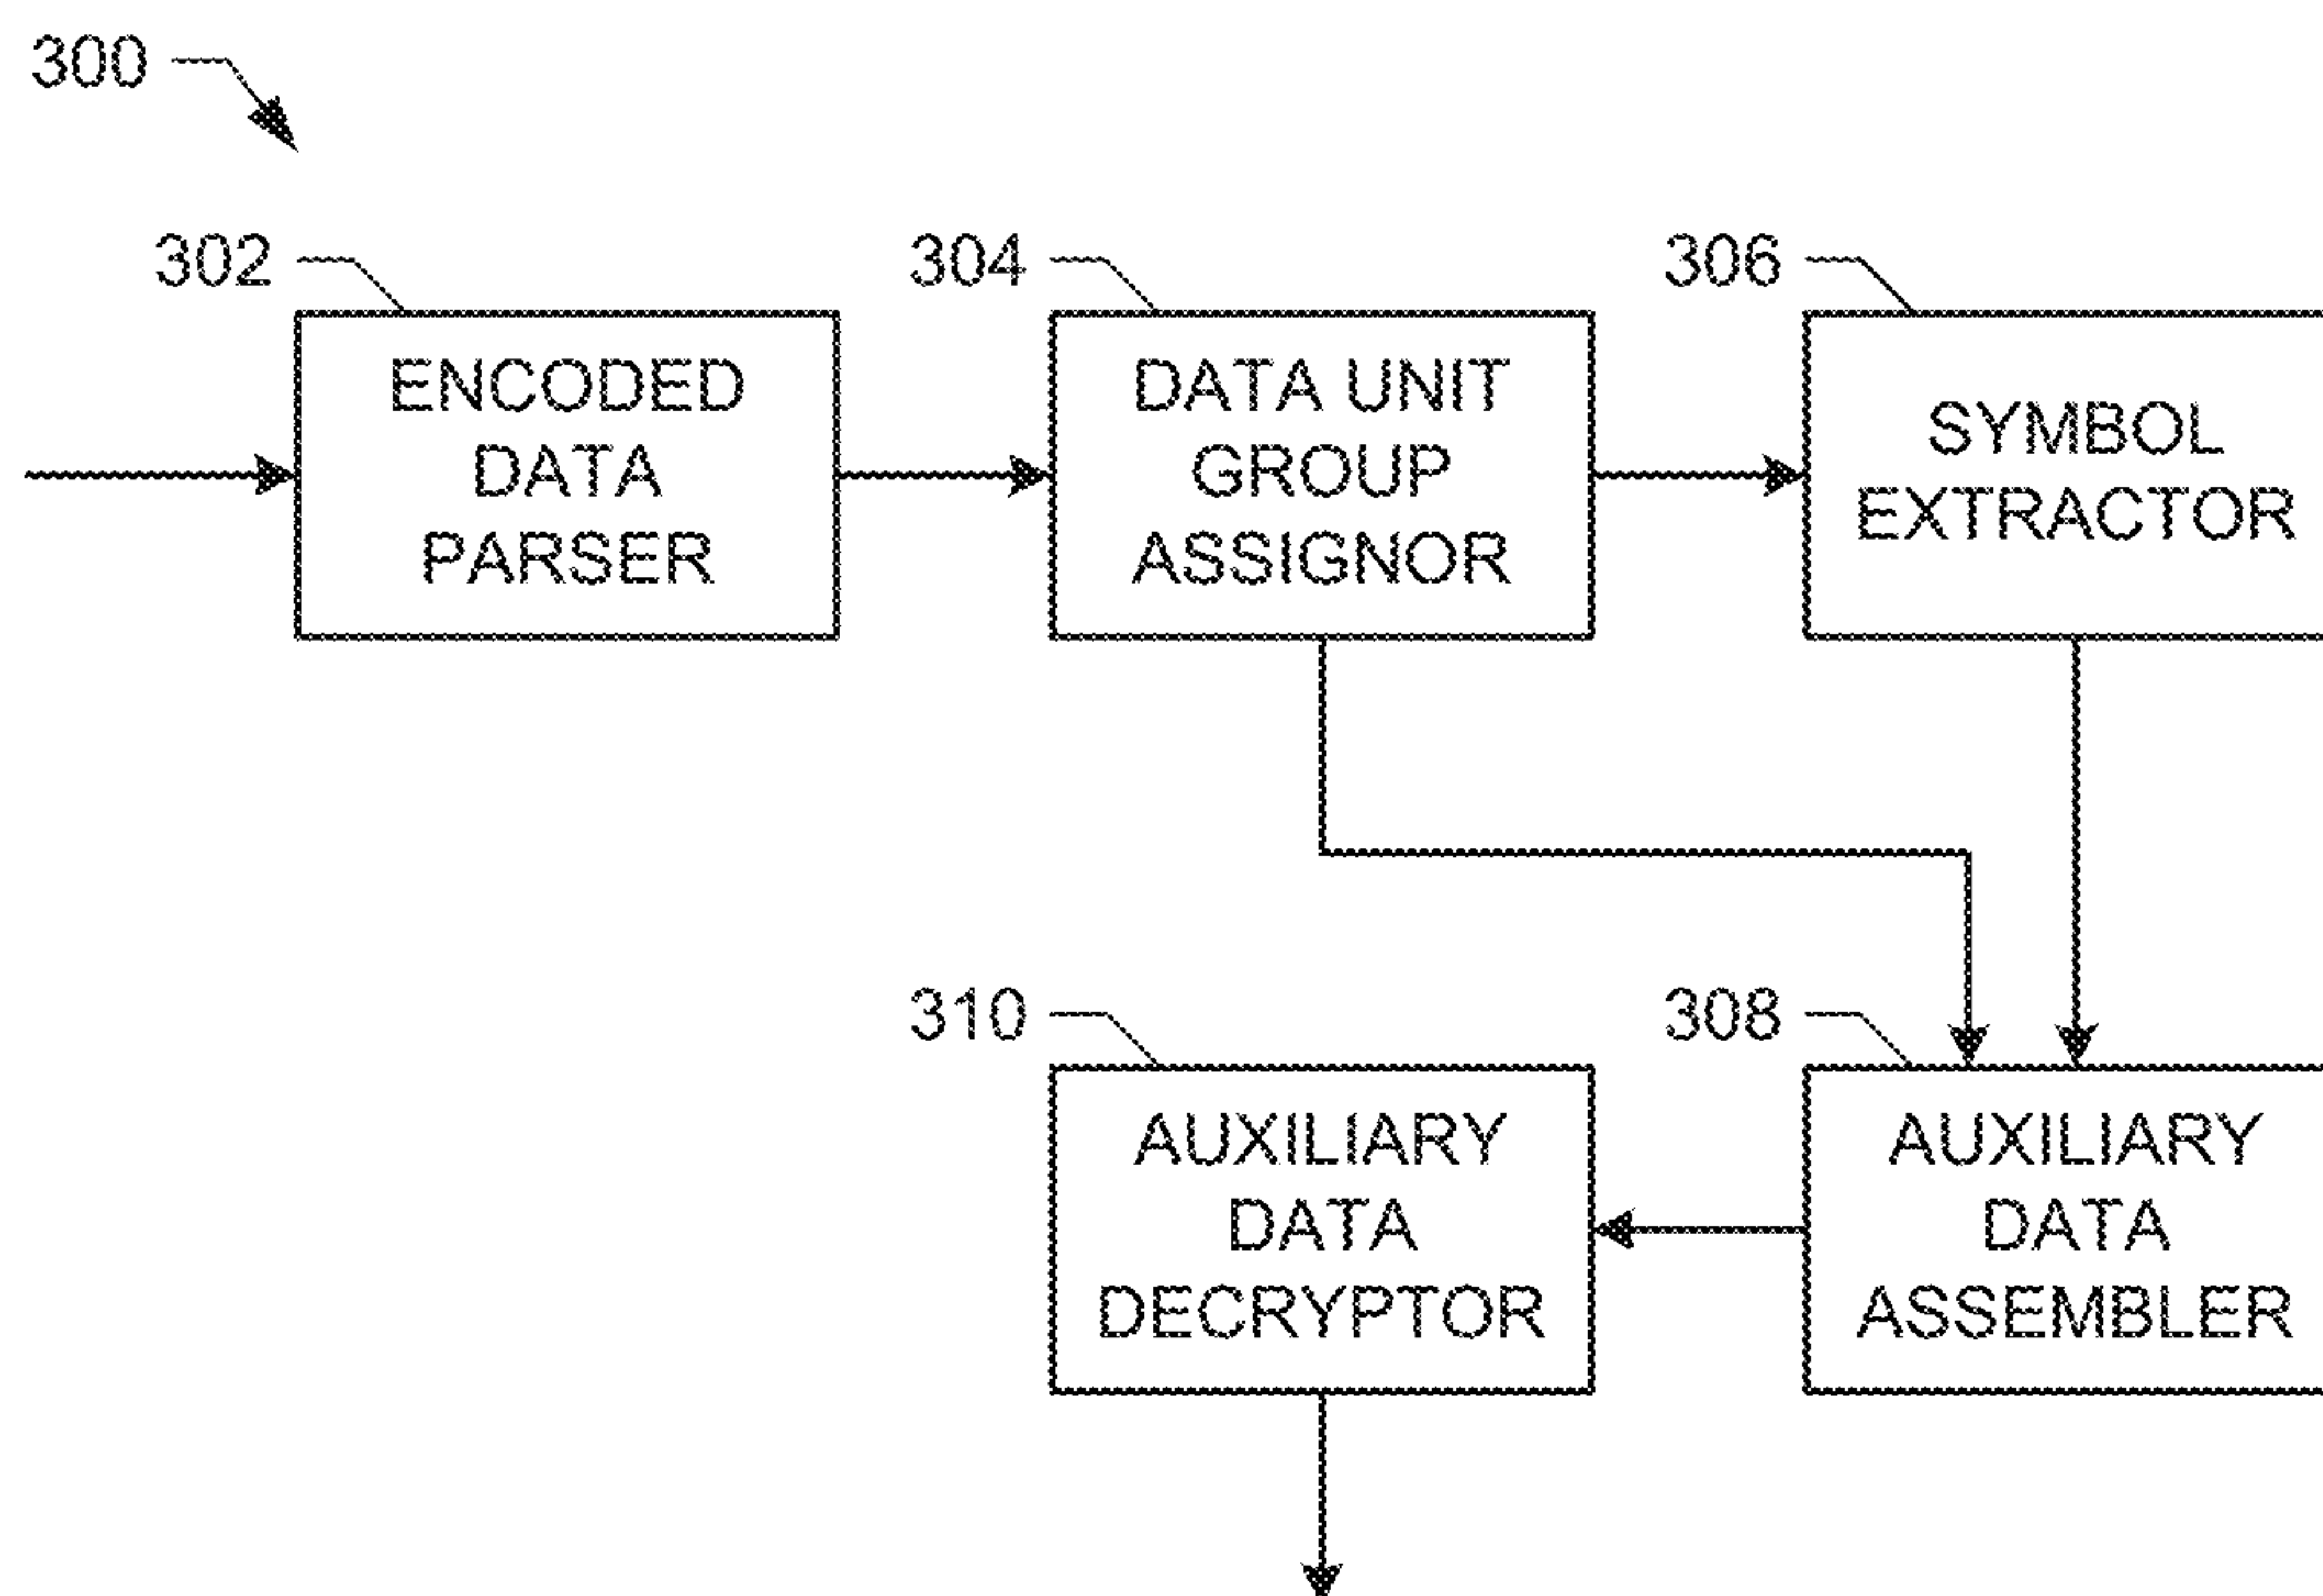 300
302
304
306
ENCODED
DATA
PARSER
DATA UNIT
GROUP
ASSIGNOR
SYMBOL
EXTRACTOR
310
308
AUXILIARY
DATA
DECRYPTOR
AUXILIARY
DATA
ASSEMBLER